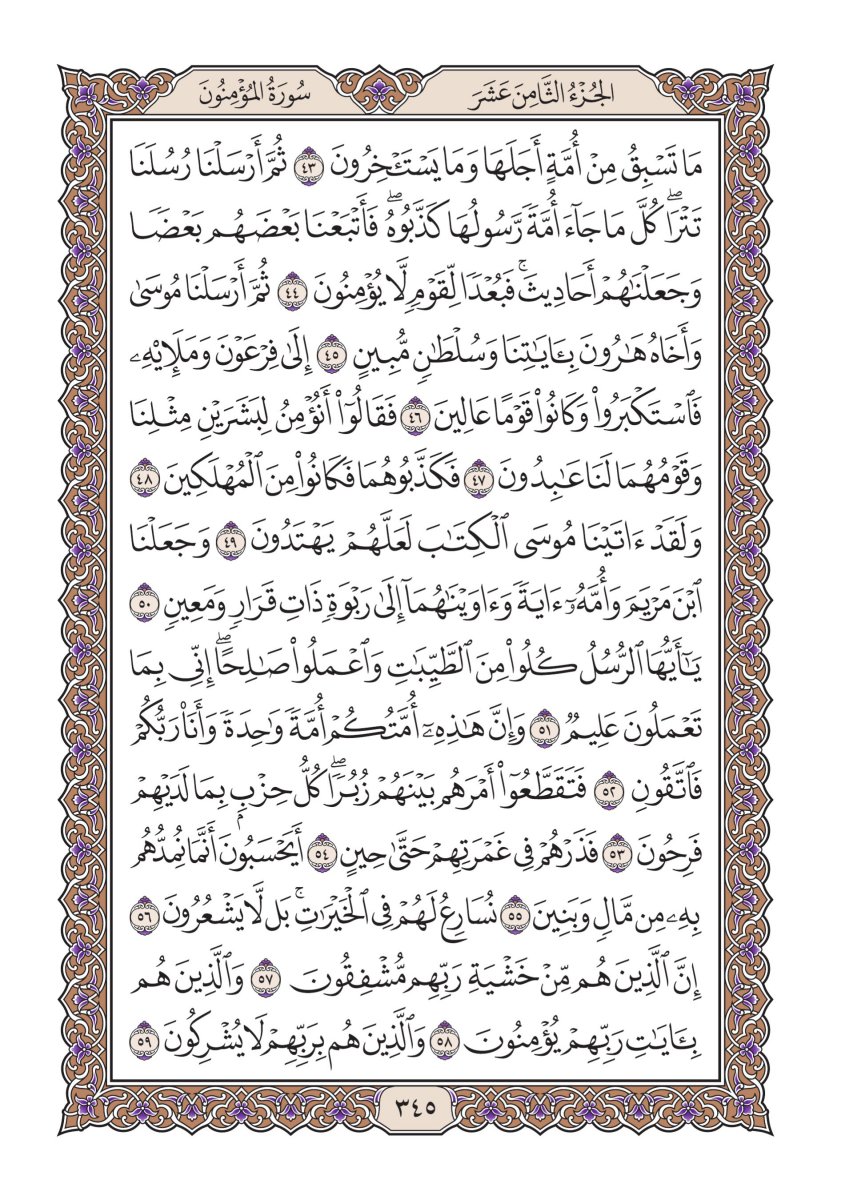 الجُزْءُ الثَّامِنَ عَشَرَ
سُورَةُ المُؤْمِنُونَ
مَا تَسْبِقُ مِنْ أُمَّةٍ أَجَلَهَا وَمَا يَسْتَـْٔخِرُونَ ٤٣ ثُمَّ أَرْسَلْنَا رُسُلَنَا
تَتْرَاۖ كُلَّ مَا جَآءَ أُمَّةٗ رَّسُولُهَا كَذَّبُوهُۖ فَأَتْبَعْنَا بَعْضَهُم بَعْضٗا
وَجَعَلْنَٰهُمْ أَحَادِيثَۚ فَبُعْدٗا لِّقَوْمٖ لَّا يُؤْمِنُونَ ٤٤ ثُمَّ أَرْسَلْنَا مُوسَىٰ
وَأَخَاهُ هَٰرُونَ بِـَٔايَٰتِنَا وَسُلْطَٰنٖ مُّبِينٍ ٤٥ إِلَىٰ فِرْعَوْنَ وَمَلَإِيْهِۦ
فَٱسْتَكْبَرُوا۟ وَكَانُوا۟ قَوْمًا عَالِينَ ٤٦ فَقَالُوٓا۟ أَنُؤْمِنُ لِبَشَرَيْنِ مِثْلِنَا
وَقَوْمُهُمَا لَنَا عَٰبِدُونَ ٤٧ فَكَذَّبُوهُمَا فَكَانُوا۟ مِنَ ٱلْمُهْلَكِينَ ٤٨
وَلَقَدْ ءَاتَيْنَا مُوسَى ٱلْكِتَٰبَ لَعَلَّهُمْ يَهْتَدُونَ ٤٩ وَجَعَلْنَا
ٱبْنَ مَرْيَمَ وَأُمَّهُۥٓ ءَايَةٗ وَءَاوَيْنَٰهُمَآ إِلَىٰ رَبْوَةٖ ذَاتِ قَرَارٖ وَمَعِينٖ ٥٠
يَٰٓأَيُّهَا ٱلرُّسُلُ كُلُوا۟ مِنَ ٱلطَّيِّبَٰتِ وَٱعْمَلُوا۟ صَٰلِحًاۖ إِنِّي بِمَا
تَعْمَلُونَ عَلِيمٞ ٥١ وَإِنَّ هَٰذِهِۦٓ أُمَّتُكُمْ أُمَّةٗ وَٰحِدَةٗ وَأَنَا۠ رَبُّكُمْ
فَٱتَّقُونِ ٥٢ فَتَقَطَّعُوٓا۟ أَمْرَهُم بَيْنَهُمْ زُبُرٗاۖ كُلُّ حِزْبِۭ بِمَا لَدَيْهِمْ
فَرِحُونَ ٥٣ فَذَرْهُمْ فِي غَمْرَتِهِمْ حَتَّىٰ حِينٍ ٥٤ أَيَحْسَبُونَ أَنَّمَا نُمِدُّهُم
بِهِۦ مِن مَّالٖ وَبَنِينَ ٥٥ نُسَارِعُ لَهُمْ فِي ٱلْخَيْرَٰتِۚ بَل لَّا يَشْعُرُونَ ٥٦
إِنَّ ٱلَّذِينَ هُم مِّنْ خَشْيَةِ رَبِّهِم مُّشْفِقُونَ ٥٧ وَٱلَّذِينَ هُم
بِـَٔايَٰتِ رَبِّهِمْ يُؤْمِنُونَ ٥٨ وَٱلَّذِينَ هُم بِرَبِّهِمْ لَا يُشْرِكُونَ ٥٩
٣٤٥